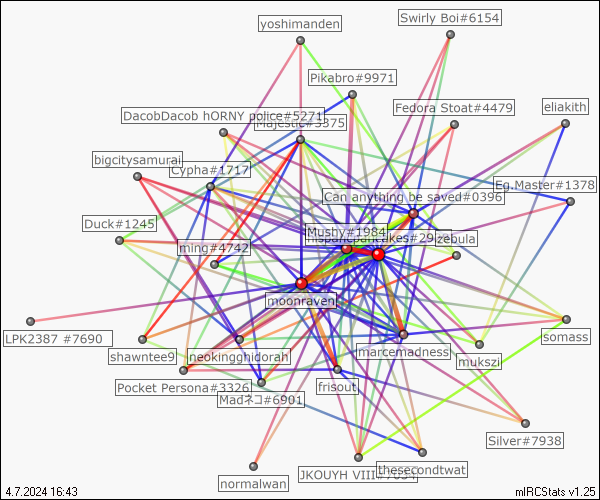 yoshimanden
Swirly Boi#6154
Pikabro#9971
DacobDacob hORNY police#5271
Majestic#3375
Fedora Stoat#4479
eliakith
bigcitysamurai
Cypha#1717
Eg.Master#1378
Can anything be saved#0396
Duck#1245
Mushy#1984
zebula
ming#4742
moonraven
LPK2387 #7690
shawntee9
neokingghidorah
marcemadness
mukszi
somass
Pocket Persona#3326
Madネコ#6901
frisout
Silver#7938
normalwan
JKOUYH VIII#7654
thesecondtwat
4.7.2024 16:43
mIRCStats v1.25